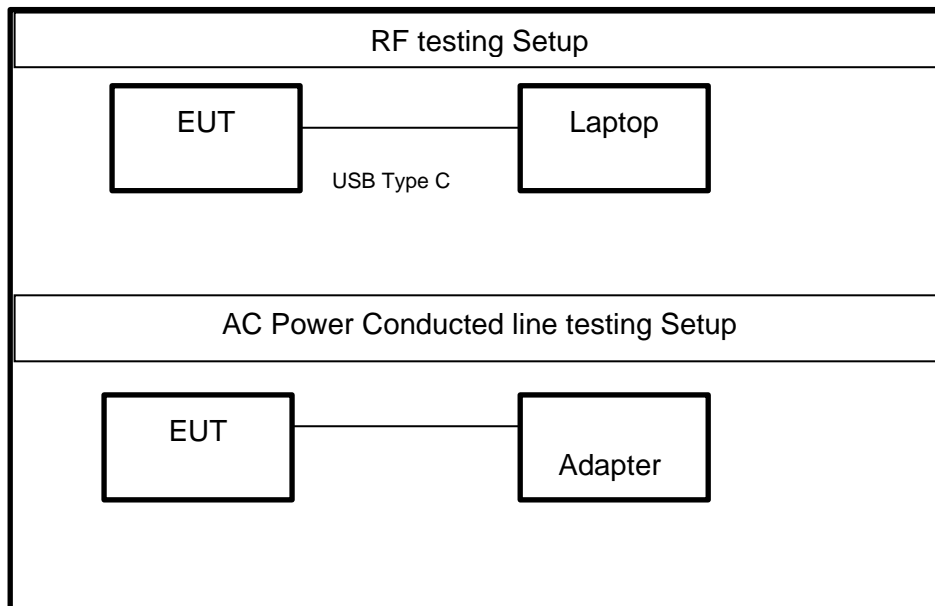 RF testing Setup
EUT
Laptop
USB Type C
AC Power Conducted line testing Setup
EUT
Adapter